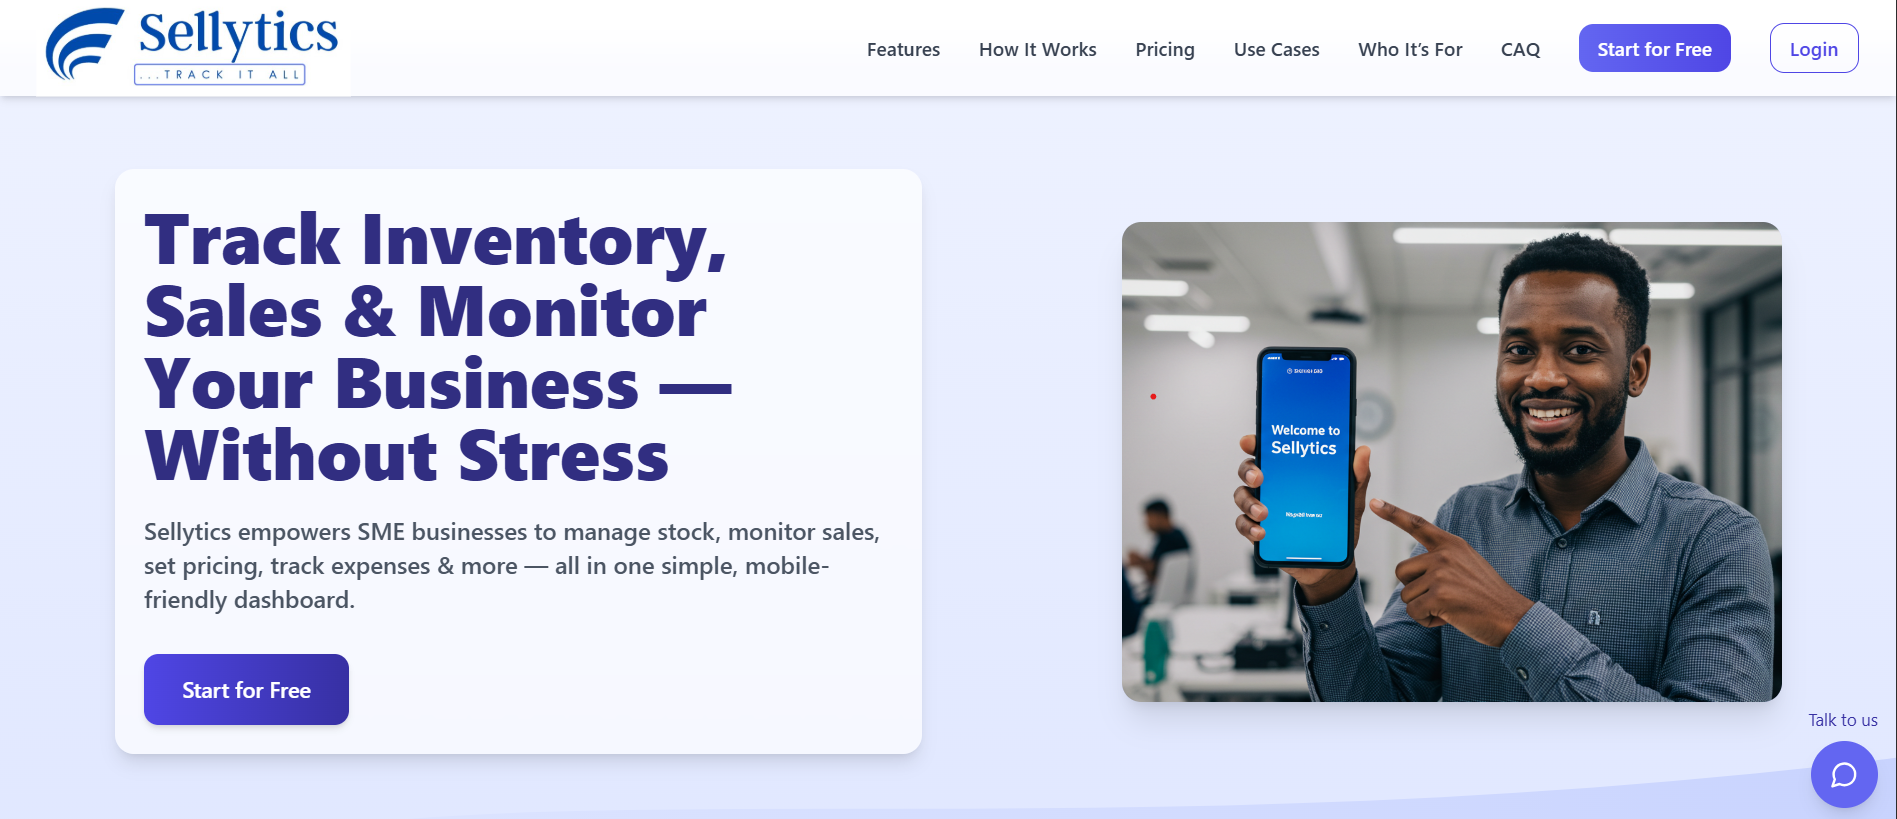 Sellytics
...TRACK IT ALL
Features
How It Works
Pricing
Use Cases
Who It’s For
CAQ
Start for Free
Login
Track Inventory,
Sales & Monitor
Your Business —
Without Stress
Sellytics empowers SME businesses to manage stock, monitor sales,
set pricing, track expenses & more — all in one simple, mobile-
friendly dashboard.
Start for Free
Welcome to
Sellytics
Talk to us